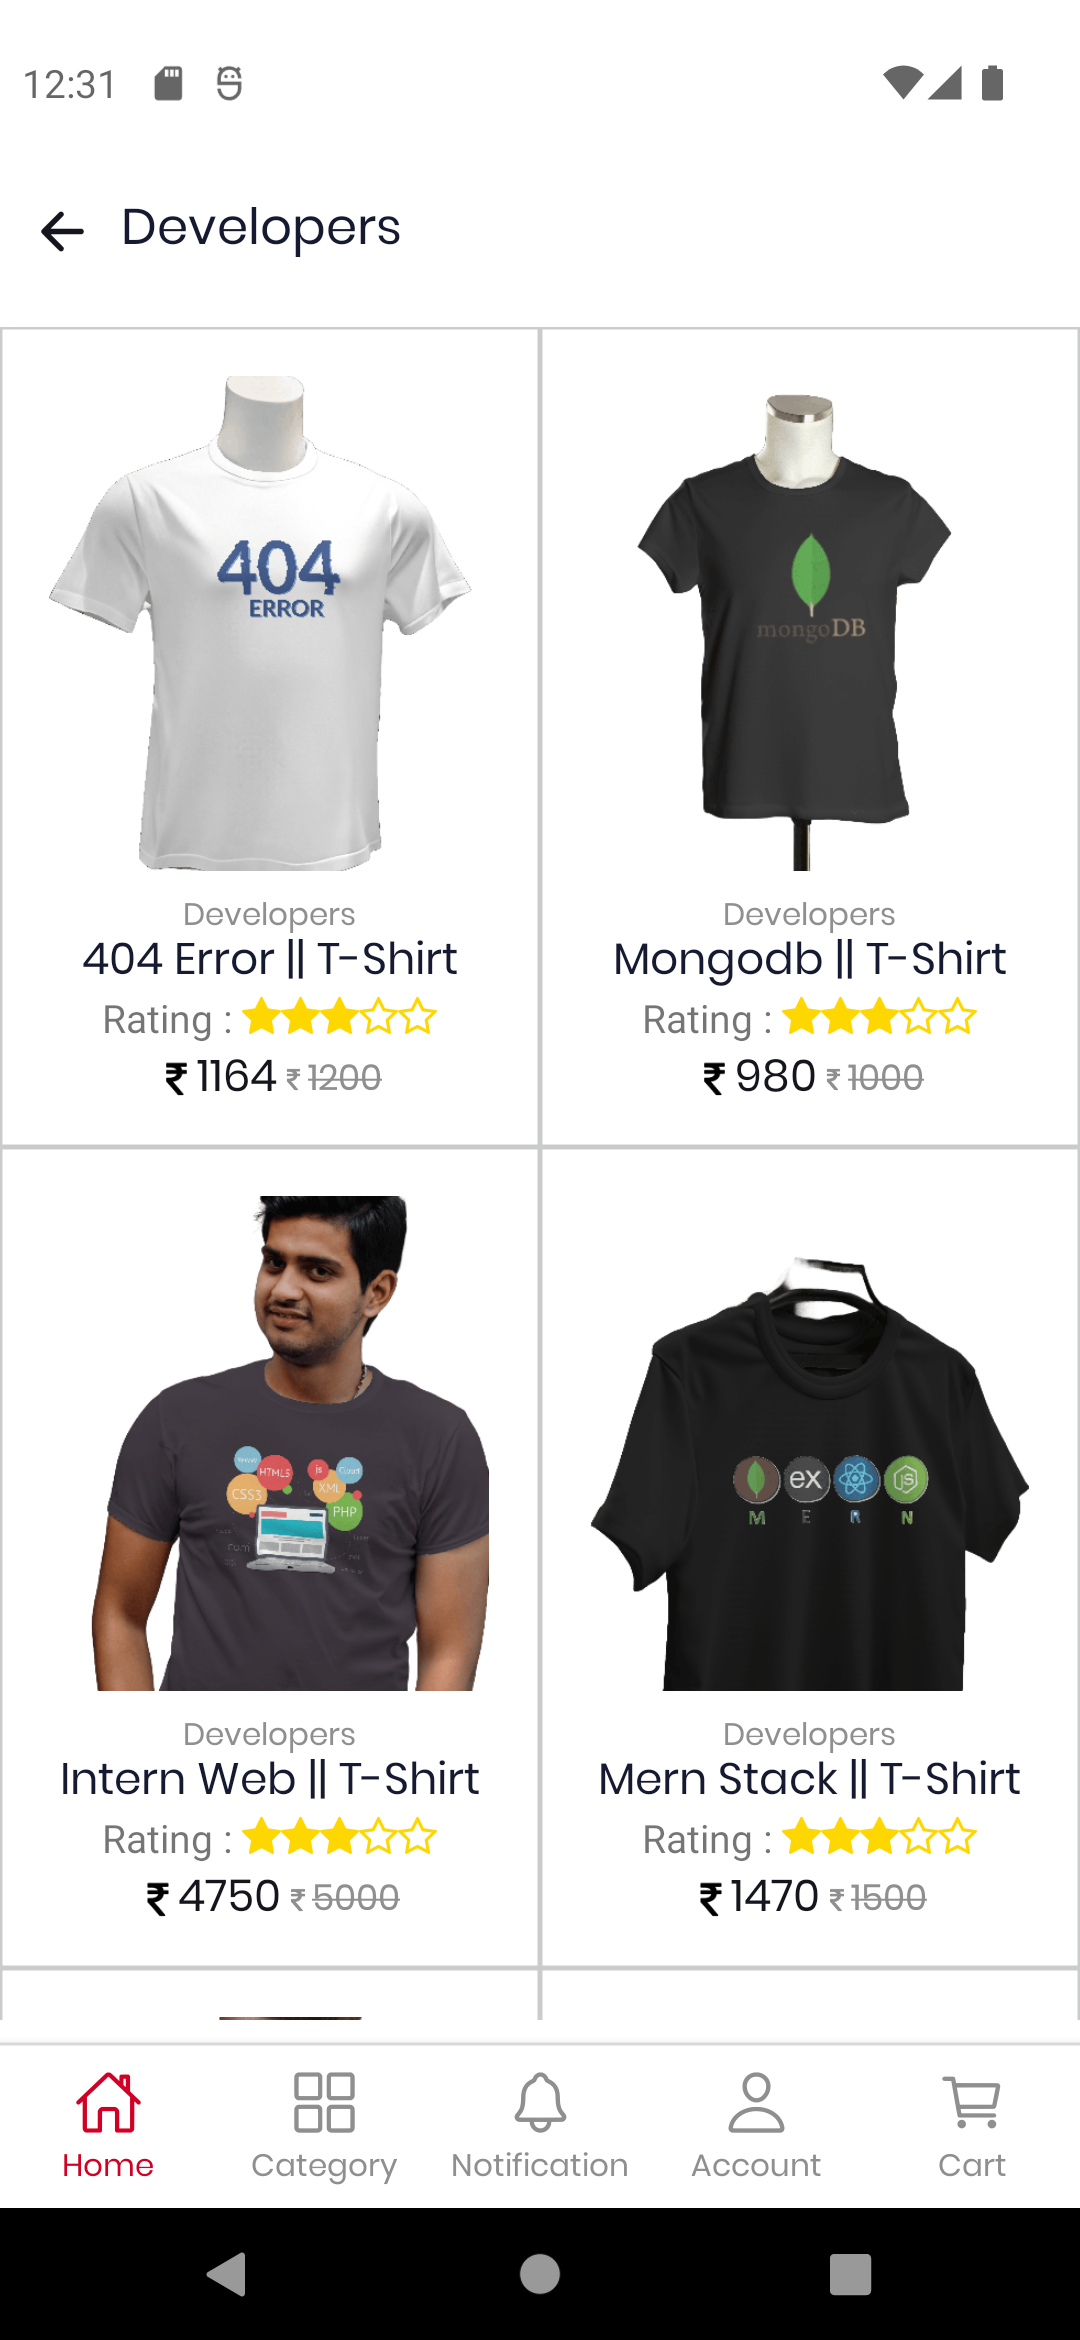 12:31
Developers
404
ERROR
mongoDB
Developers
404 Error || T-Shirt
Rating :
₹ 1164 ₹ 1200
Developers
Mongodb || T-Shirt
Rating :
₹ 980 ₹ 1000
HTML5
CSS3
js
Cloud
XML
PHP
ex
JS
M E R N
Developers
Intern Web || T-Shirt
Rating :
₹ 4750 ₹ 5000
Developers
Mern Stack || T-Shirt
Rating :
₹ 1470 ₹ 1500
Home
Category
Notification
Account
Cart